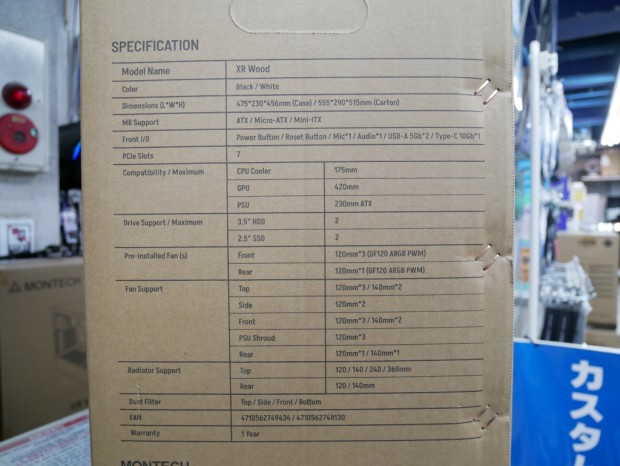 SPECIFICATION
Model Name XR Wood
Color Black / White
Dimensions (L*W*H) 475*230*456mm (Case) / 555*290*515mm (Carton)
MB Support ATX / Micro-ATX / Mini-ITX
Front I/O Power Button / Reset Button / Mic*1 / Audio*1 / USB-A 5Gb*2 / Type-C 10Gb*1
PCIe Slots 7
Compatibility / Maximum CPU Cooler 175mm
GPU 420mm
PSU 230mm ATX
Drive Support / Maximum 3.5" HDD 2
2.5" SSD 2
Pre-installed Fan (s) Front 120mm*3 (GF120 ARGB PWM)
Rear 120mm*1 (GF120 ARGB PWM)
Fan Support Top 120mm*3 / 140mm*2
Side 120mm*2
Front 120mm*3 / 140mm*2
PSU Shroud 120mm*3
Rear 120mm*1 / 140mm*1
Radiator Support Top 120 / 140 / 240 / 360mm
Rear 120 / 140mm
Dunt Filter Top / Side / Front / Bottom
EAN 4710562749434 / 4710562748130
Warranty 1 Year
MONTECH
MONTECH
カスタ